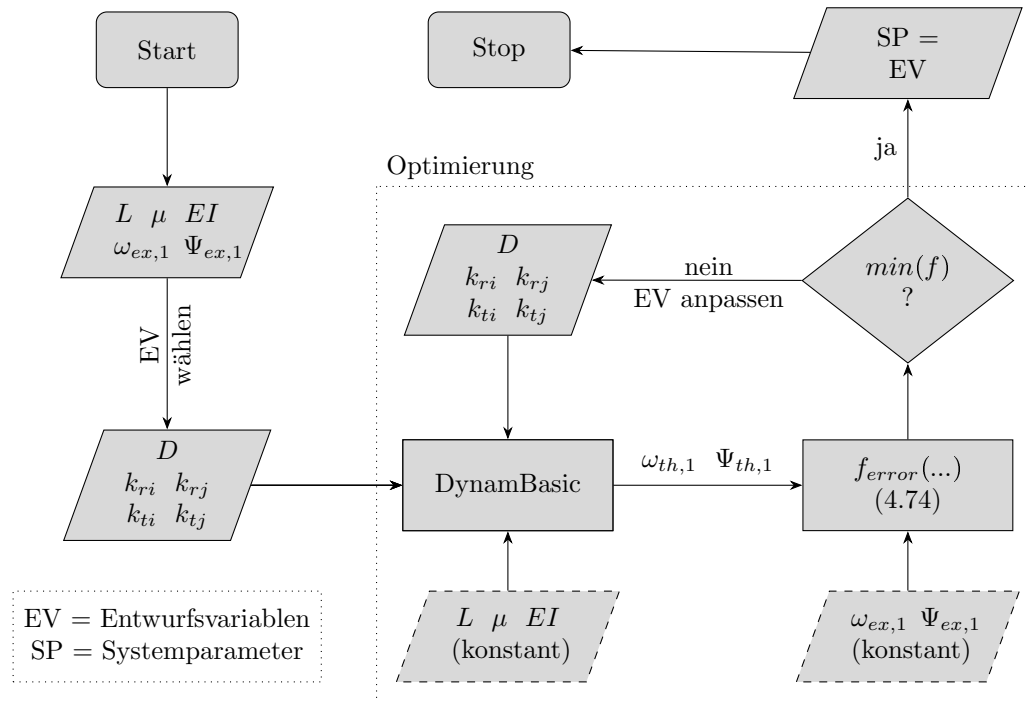 Start
Stop
SP =
EV
ja
Optimierung
L μ EI
ω_{ex,1} Ψ_{ex,1}
D
k_{ri} k_{rj}
k_{ti} k_{tj}
nein
EV anpassen
min(f)
?
EV
wählen
D
k_{ri} k_{rj}
k_{ti} k_{tj}
DynamBasic
ω_{th,1} Ψ_{th,1}
f_{error}(...)
(4.74)
EV = Entwurfsvariablen
SP = Systemparameter
L μ EI
(konstant)
ω_{ex,1} Ψ_{ex,1}
(konstant)